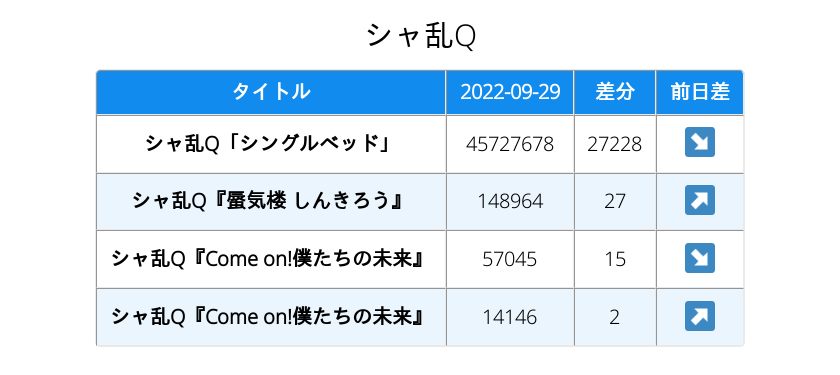 シャ乱Q
タイトル 2022-09-29 差分 前日差
シャ乱Q「シングルベッド」 45727678 27228 ↘
シャ乱Q『蜃気楼 しんきろう』 148964 27 ↗
シャ乱Q『Come on!僕たちの未来』 57045 15 ↘
シャ乱Q『Come on!僕たちの未来』 14146 2 ↗